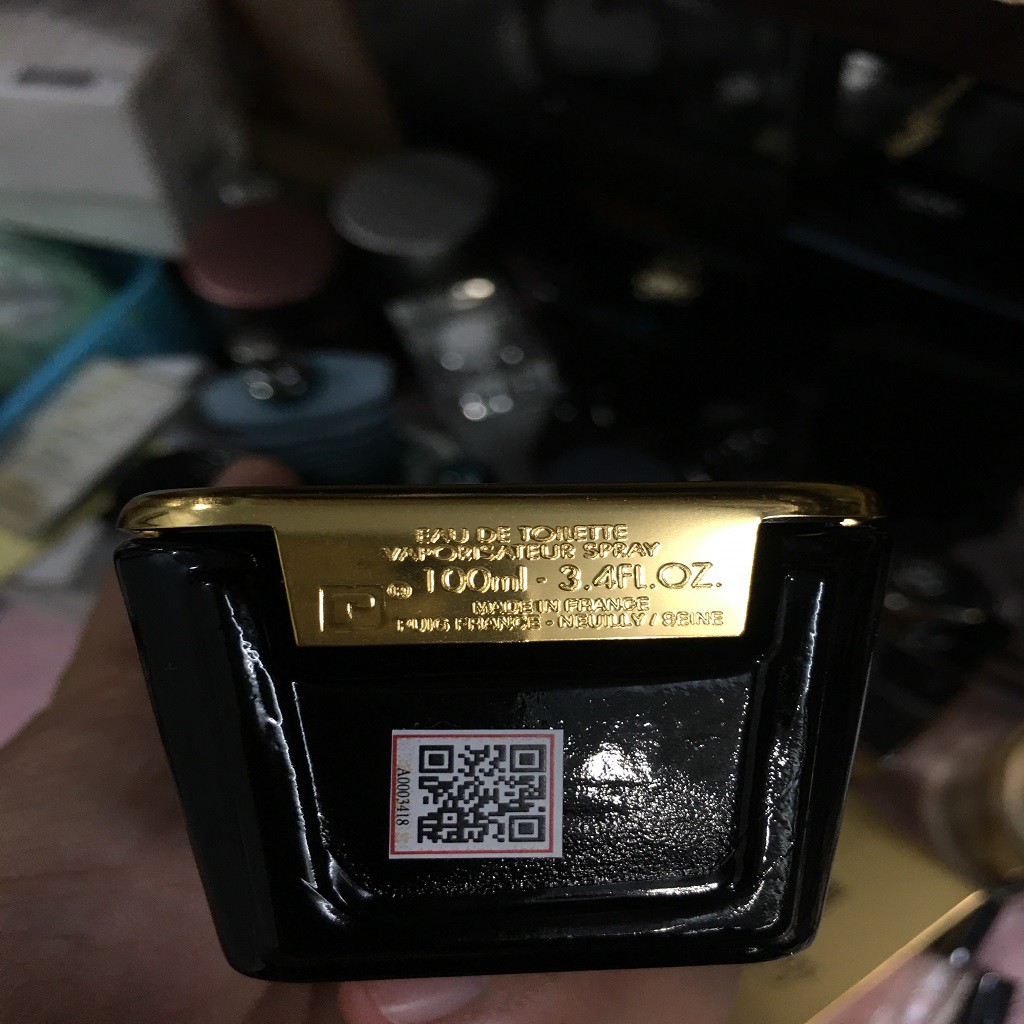 EAU DE TOILETTE
VAPORISATEUR SPRAY
100ml - 3.4FL.OZ.
MADE IN FRANCE
PUIG FRANCE - NEUILLY / SEINE
A0003418